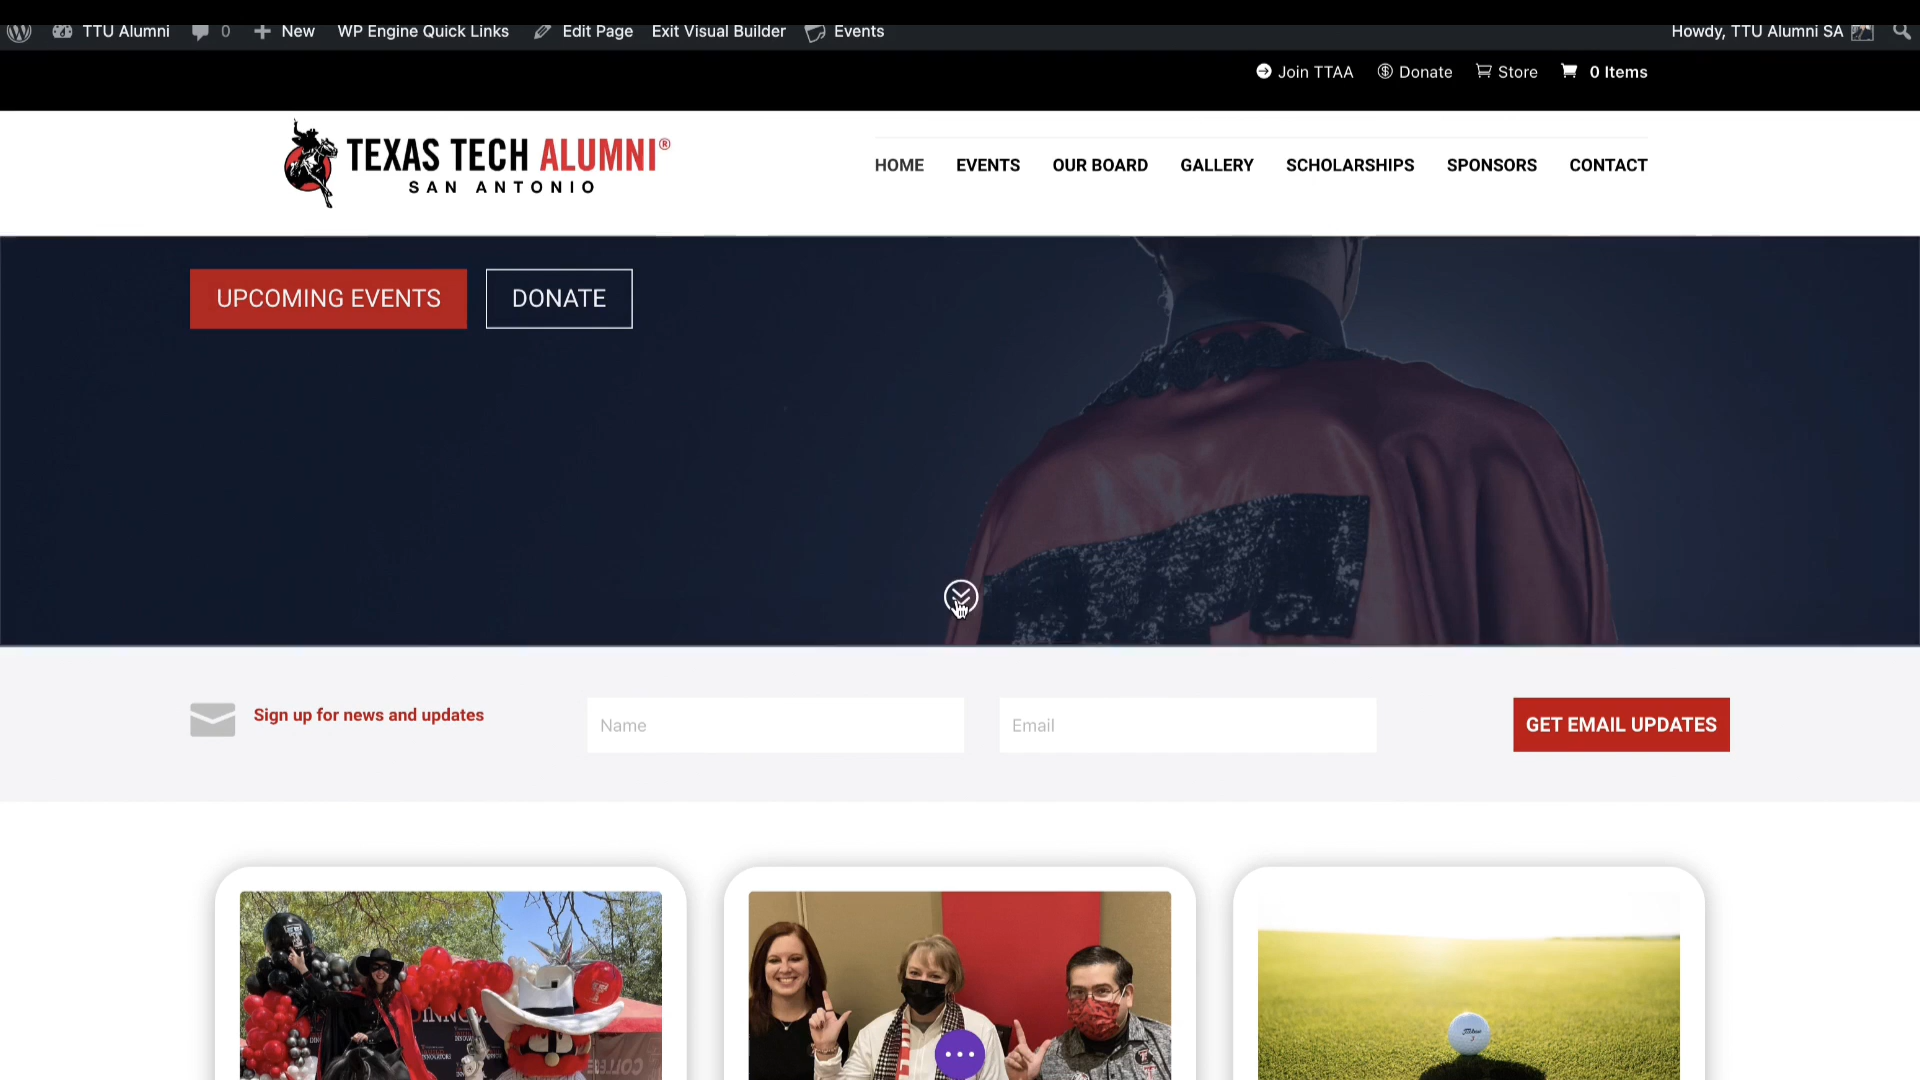 TTU Alumni 0 New WP Engine Quick Links Edit Page Exit Visual Builder Events Howdy, TTU Alumni SA
Join TTAA Donate Store 0 Items
TEXAS TECH ALUMNI®
SAN ANTONIO
HOME EVENTS OUR BOARD GALLERY SCHOLARSHIPS SPONSORS CONTACT
UPCOMING EVENTS DONATE
Sign up for news and updates
Name
Email
GET EMAIL UPDATES